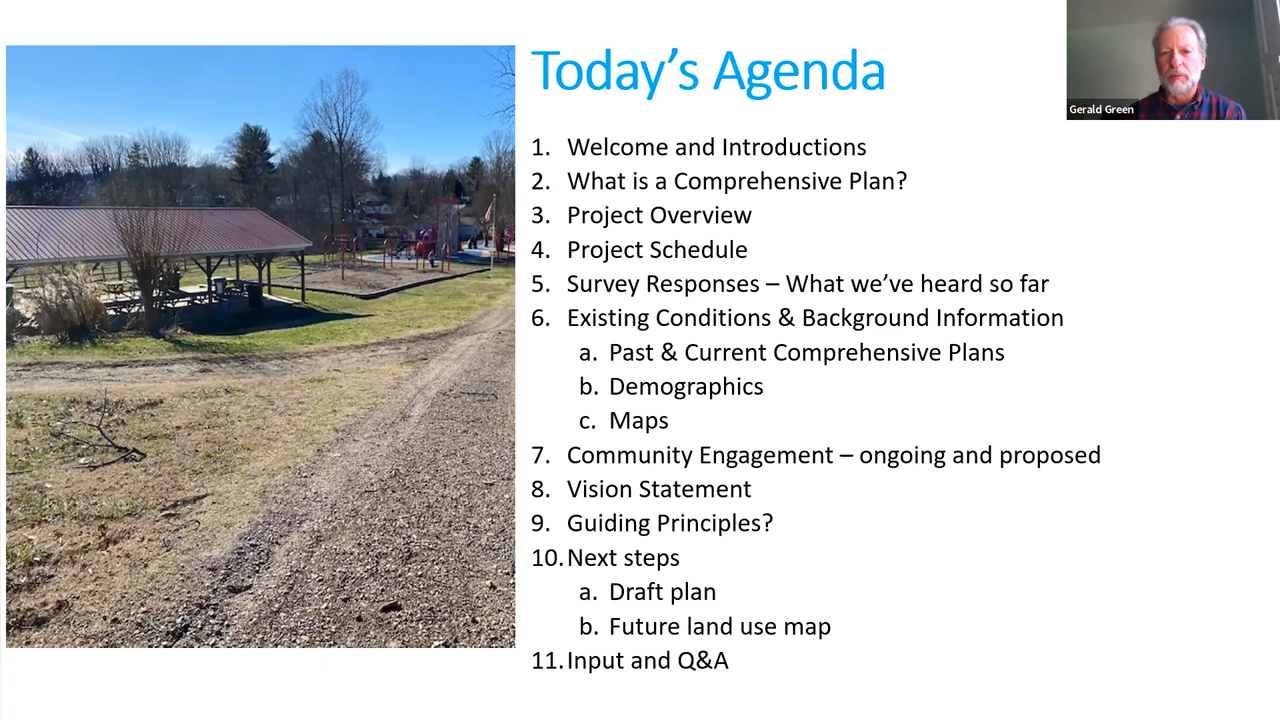 Today's Agenda
Gerald Green
1. Welcome and Introductions
2. What is a Comprehensive Plan?
3. Project Overview
4. Project Schedule
5. Survey Responses – What we've heard so far
6. Existing Conditions & Background Information
a. Past & Current Comprehensive Plans
b. Demographics
c. Maps
7. Community Engagement – ongoing and proposed
8. Vision Statement
9. Guiding Principles?
10. Next steps
a. Draft plan
b. Future land use map
11. Input and Q&A